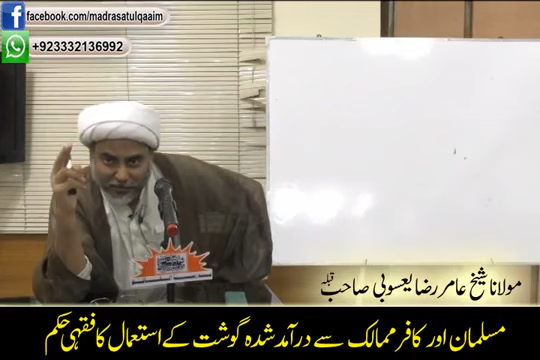 facebook.com/madrasatulqaaim
+923332136992
مولانا شیخ عامر رضا یعسوبی صاحب قبلہ
مسلمان اور کافر ممالک سے درآمد شدہ گوشت کے استعمال کا فقہی حکم